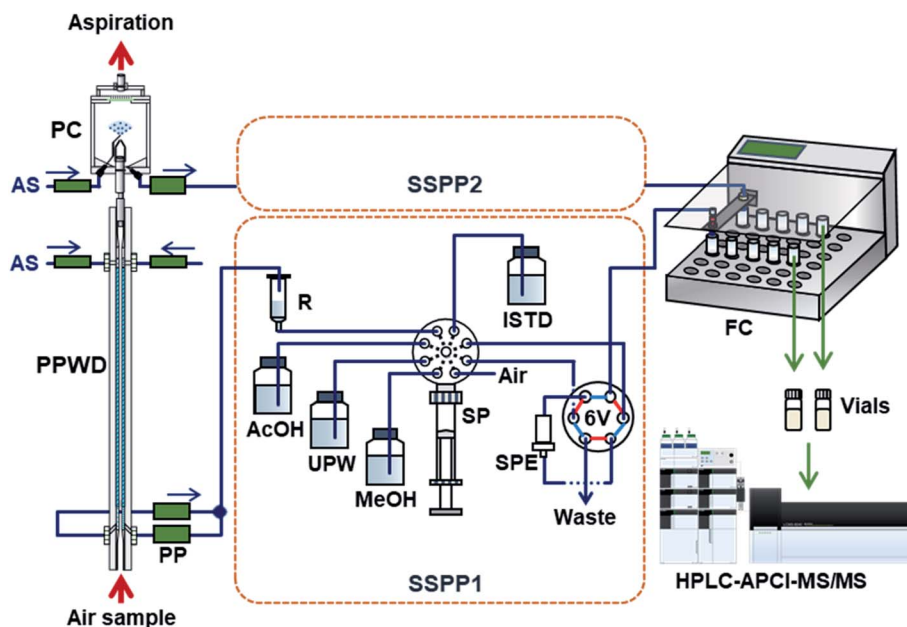 Aspiration
PC
AS
SSPP2
AS
R
ISTD
FC
PPWD
Air
AcOH
SP
6V
Vials
UPW
SPE
MeOH
Waste
PP
SSPP1
HPLC-APCI-MS/MS
Air sample